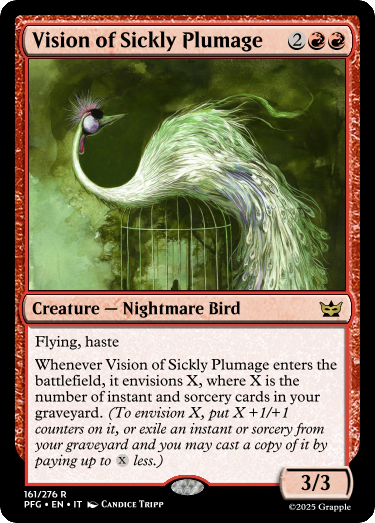 Vision of Sickly Plumage 2
Creature — Nightmare Bird
Flying, haste
Whenever Vision of Sickly Plumage enters the
battlefield, it envisions X, where X is the
number of instant and sorcery cards in your
graveyard. (To envision X, put X +1/+1
counters on it, or exile an instant or sorcery from
your graveyard and you may cast a copy of it by
paying up to X less.)
3/3
161/276 R
PFG • EN • IT CANDICE TRIPP
©2025 Grapple